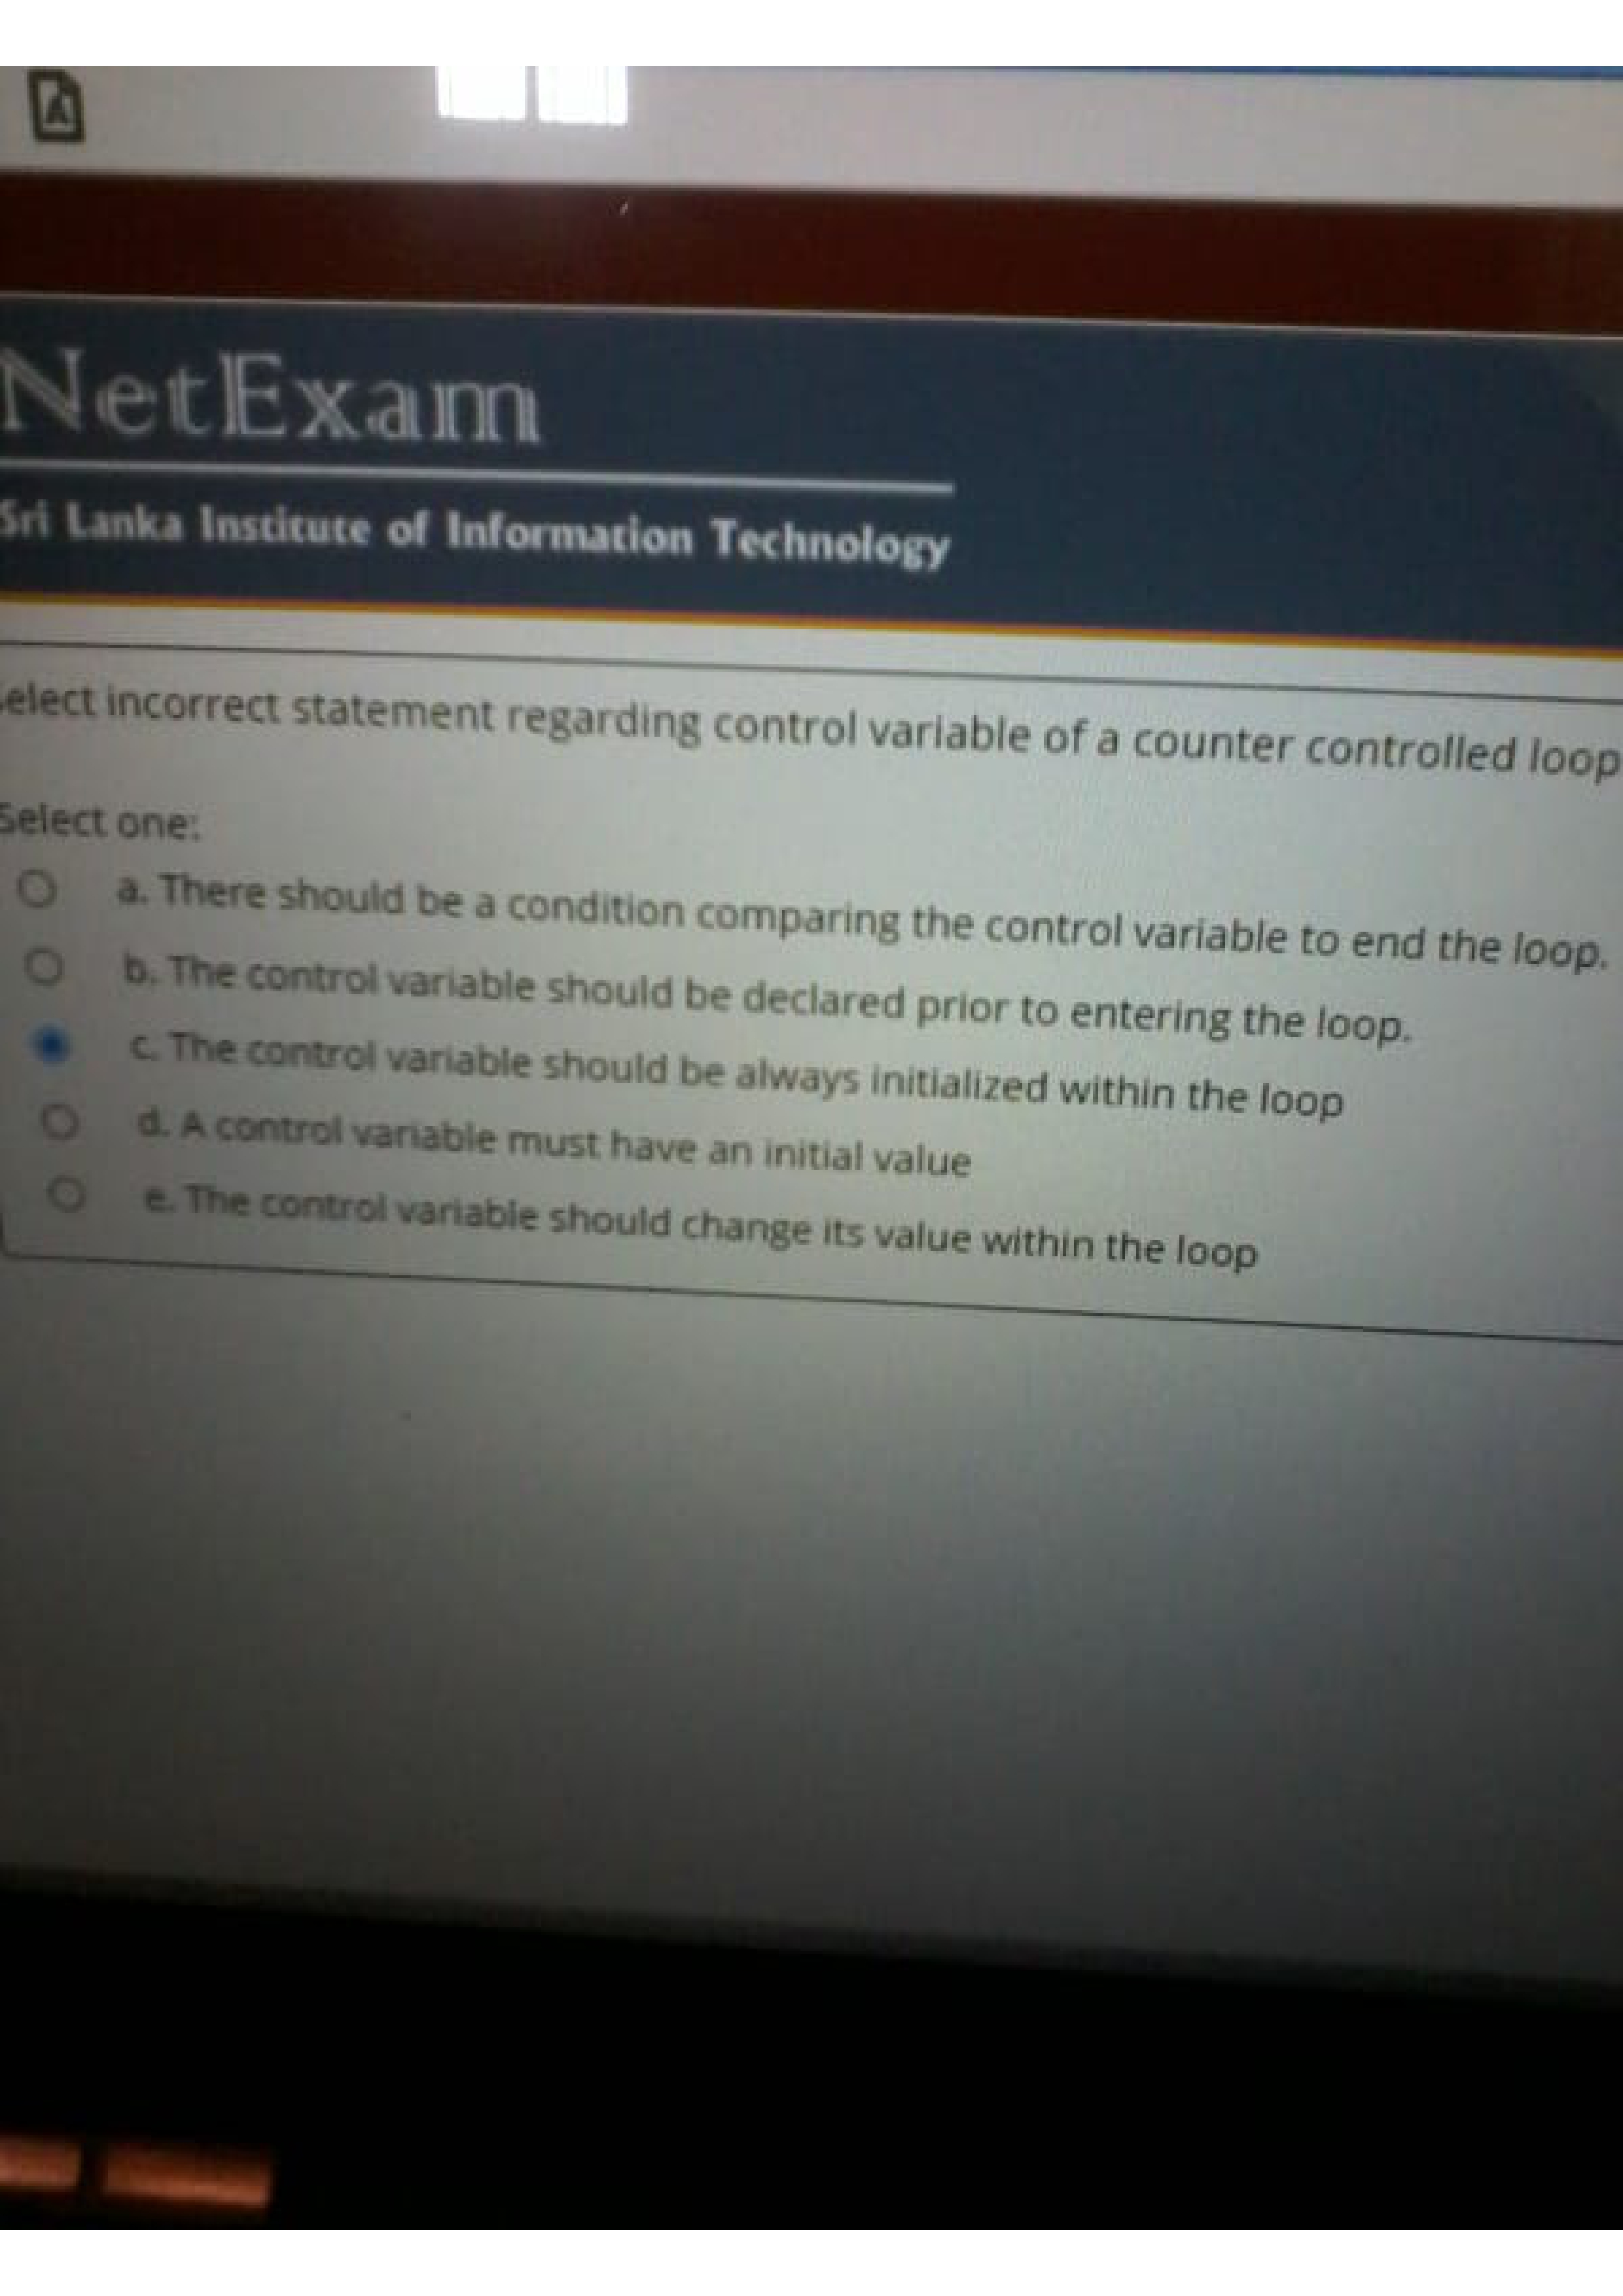 NetExam
Sri Lanka Institute of Information Technology
elect incorrect statement regarding control variable of a counter controlled loop
Select one:
a. There should be a condition comparing the control variable to end the loop.
b. The control variable should be declared prior to entering the loop.
c. The control variable should be always initialized within the loop
d. A control variable must have an initial value
e. The control variable should change its value within the loop